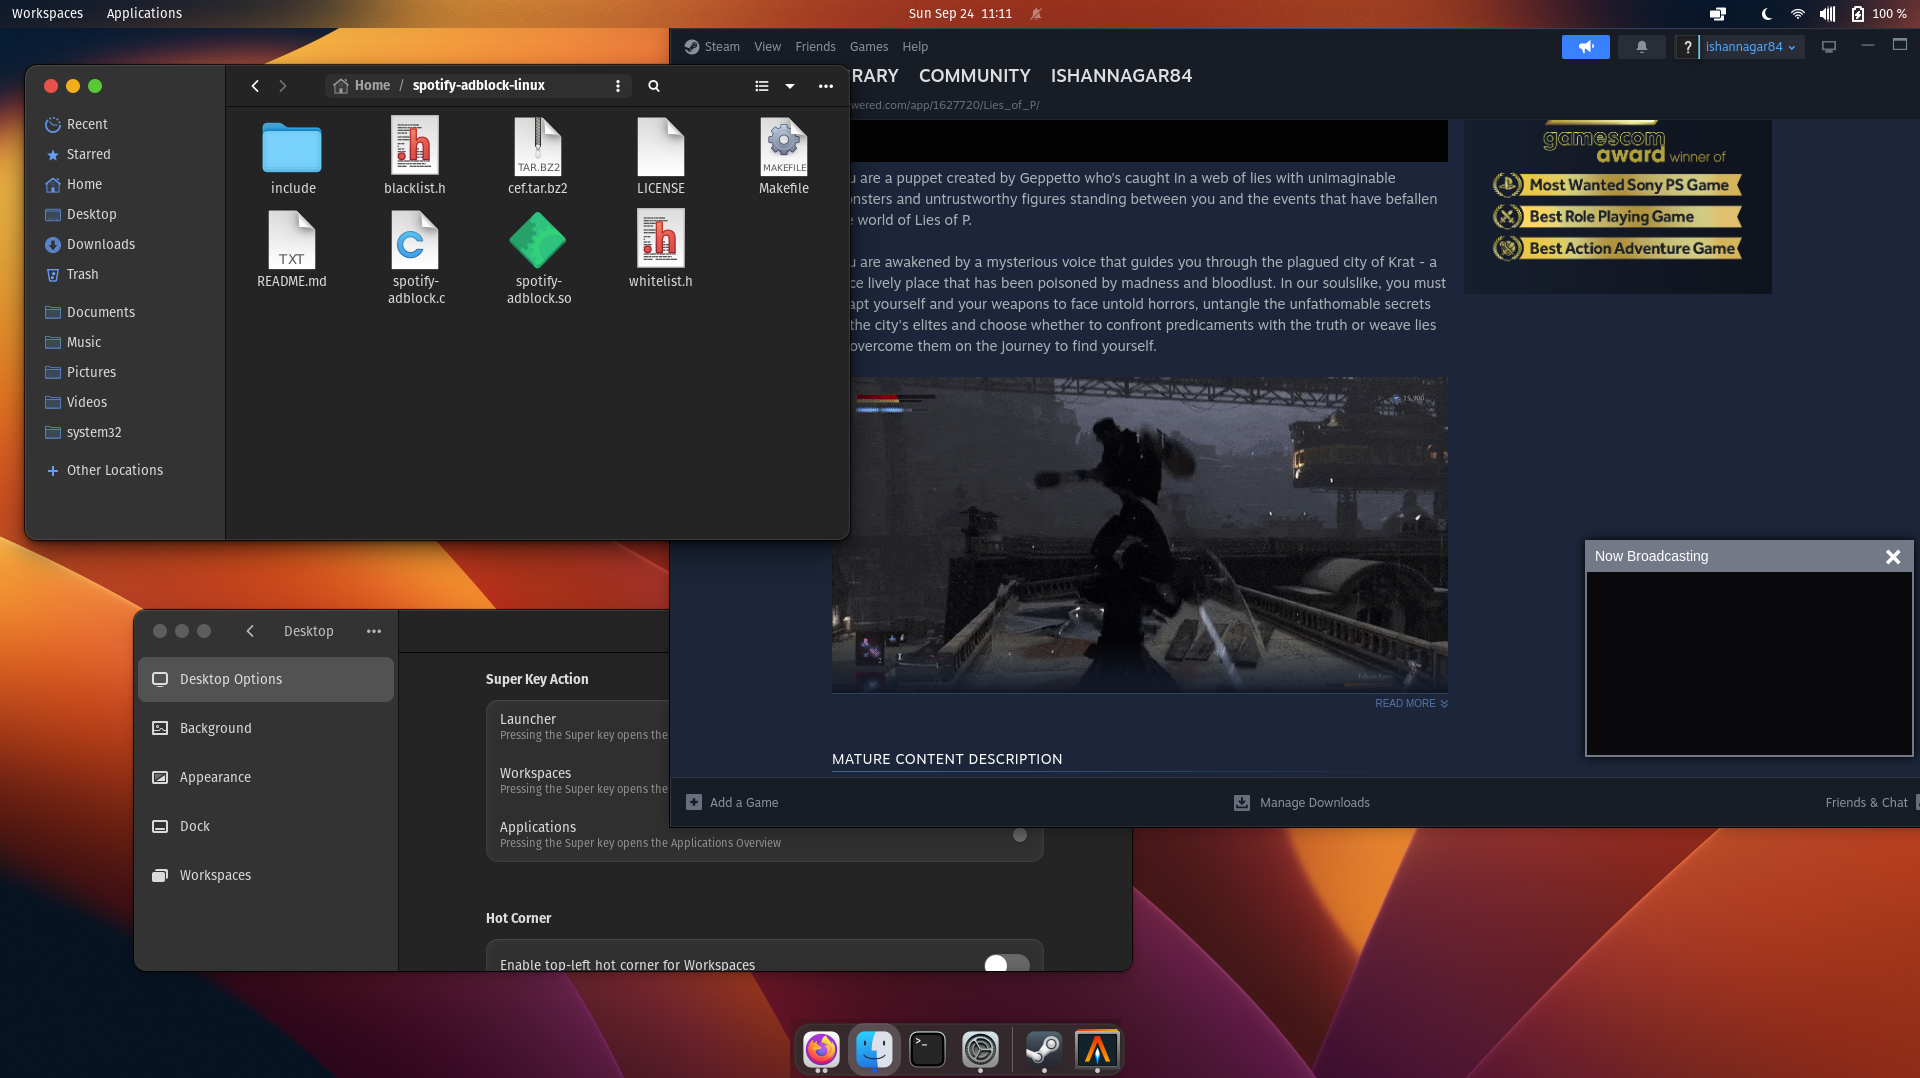 Workspaces
Applications
Sun Sep 24 11:11
100 %
Home / spotify-adblock-linux
Recent
Starred
Home
Desktop
Downloads
Trash
Documents
Music
Pictures
Videos
system32
Other Locations
include
.h
blacklist.h
TAR.BZ2
cef.tar.bz2
LICENSE
MAKEFILE
Makefile
TXT
README.md
C
spotify-
adblock.c
spotify-
adblock.so
.h
whitelist.h
Steam
View
Friends
Games
Help
?
ishannagar84
RARY
COMMUNITY
ISHANNAGAR84
wered.com/app/1627720/Lies_of_P/
u are a puppet created by Geppetto who's caught in a web of lies with unimaginable
onsters and untrustworthy figures standing between you and the events that have befallen
e world of Lies of P.
u are awakened by a mysterious voice that guides you through the plagued city of Krat - a
ce lively place that has been poisoned by madness and bloodlust. In our soulslike, you must
apt yourself and your weapons to face untold horrors, untangle the unfathomable secrets
the city's elites and choose whether to confront predicaments with the truth or weave lies
overcome them on the journey to find yourself.
READ MORE
MATURE CONTENT DESCRIPTION
gamescom
award winner of
Most Wanted Sony PS Game
Best Role Playing Game
Best Action Adventure Game
Now Broadcasting
Add a Game
Manage Downloads
Friends & Chat
Desktop
Desktop Options
Background
Appearance
Dock
Workspaces
Super Key Action
Launcher
Pressing the Super key opens the
Workspaces
Pressing the Super key opens the
Applications
Pressing the Super key opens the Applications Overview
Hot Corner
Enable top-left hot corner for Workspaces
>_